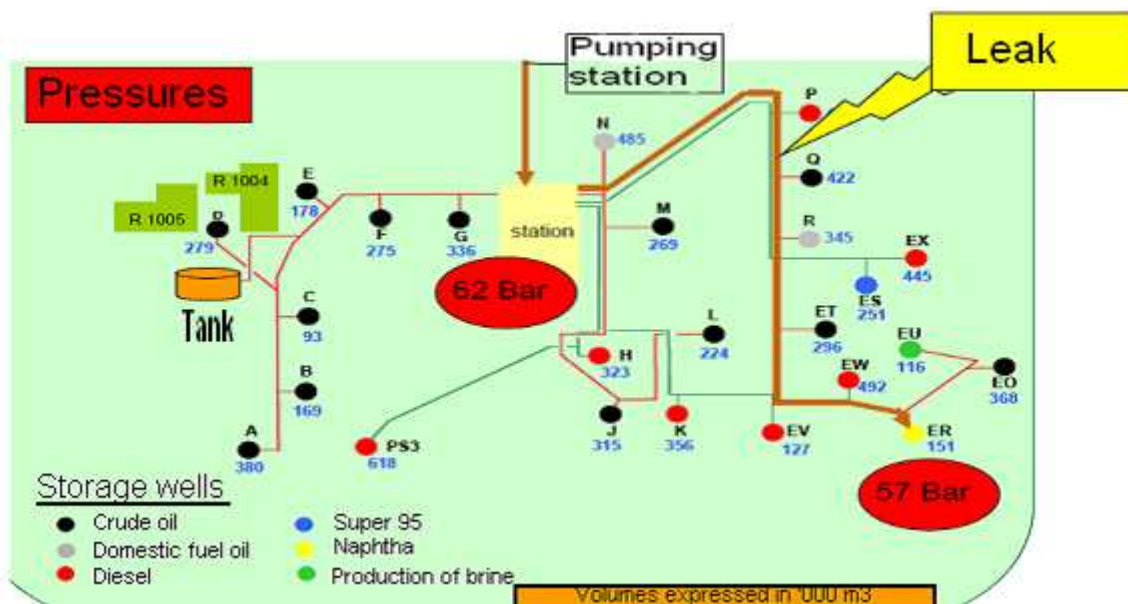 Pumping
station
Leak
Pressures
P
N
485
Q
422
E
R 1004
178
R 1005
279
F
275
G
336
station
M
269
R
345
EX
445
ES
251
62 Bar
Tank
C
93
L
224
ET
296
EU
116
H
323
EW
492
EO
368
B
169
A
380
PS3
618
J
315
K
356
EV
127
ER
151
57 Bar
Storage wells
Crude oil
Domestic fuel oil
Diesel
Super 95
Naphtha
Production of brine
Volumes expressed in '000 m3